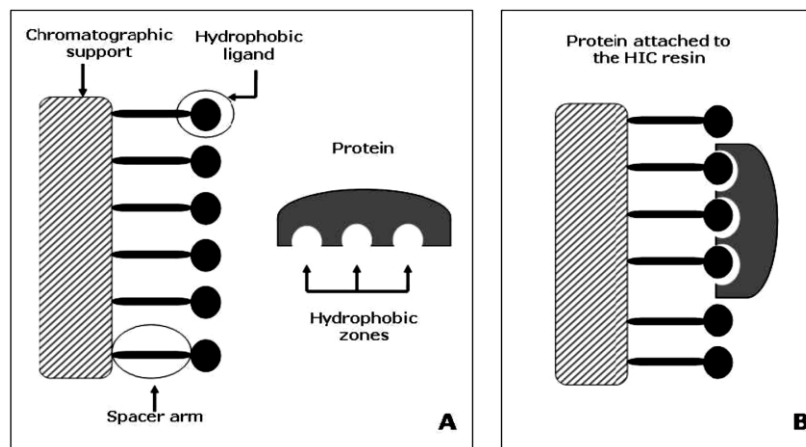 Chromatographic
support
Hydrophobic
ligand
Protein
Hydrophobic
zones
Spacer arm
A
Protein attached to
the HIC resin
B